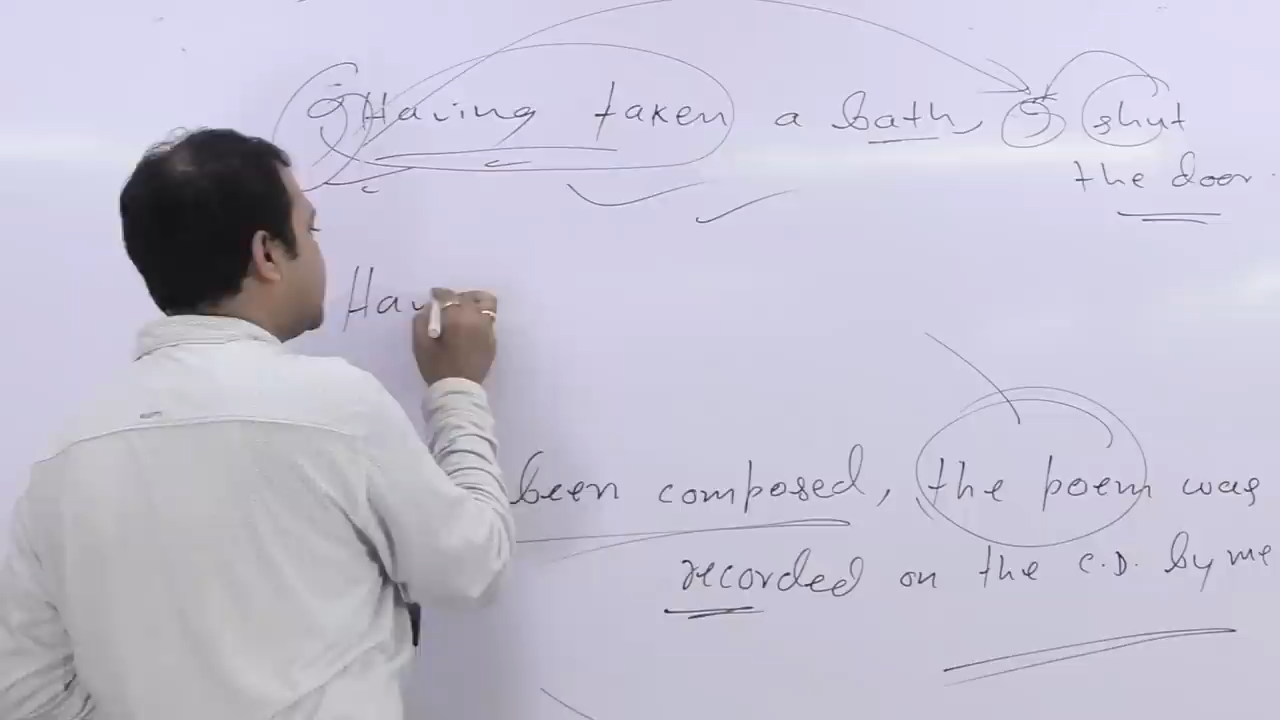 Having taken a bath, I shut
the door.
Hav
been composed, the poem was
recorded on the C.D. by me